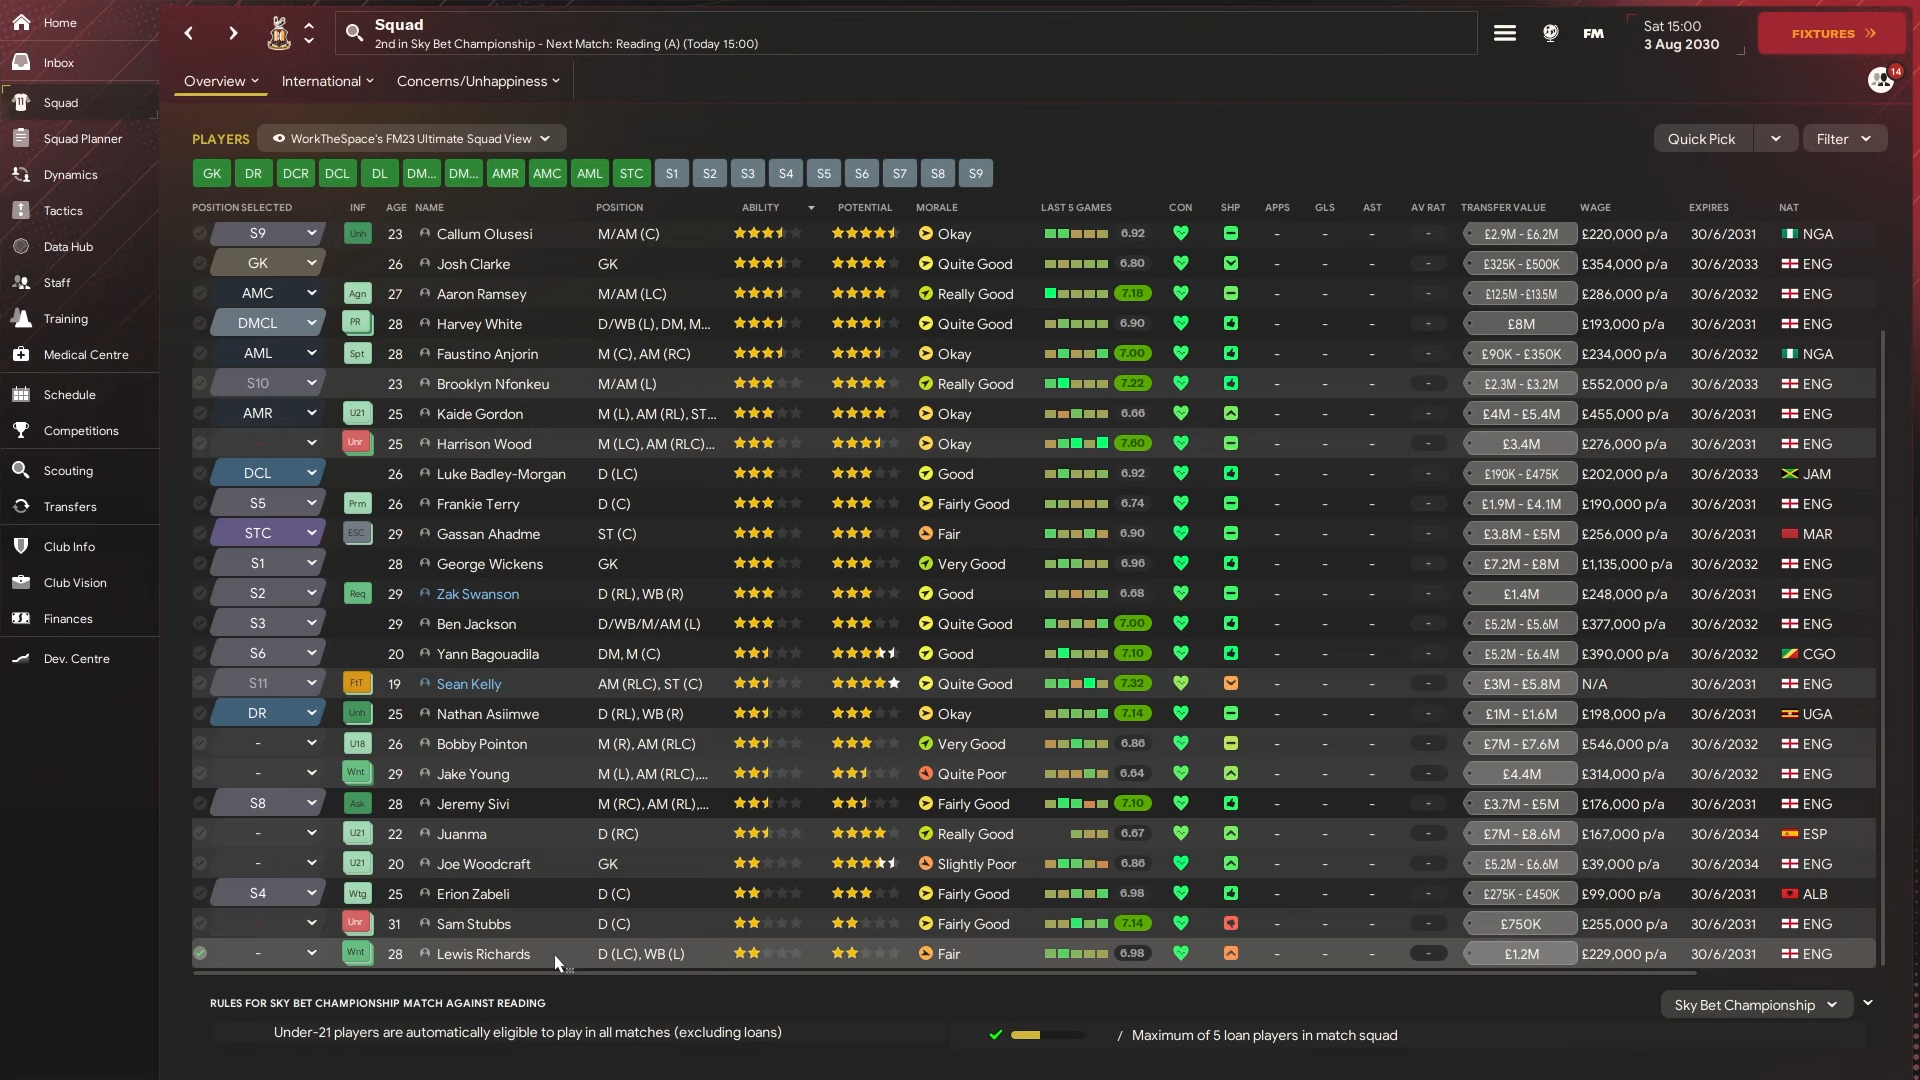 Home
Inbox
Squad
Squad Planner
Dynamics
Tactics
Data Hub
Staff
Training
Medical Centre
Schedule
Competitions
Scouting
Transfers
Club Info
Club Vision
Finances
Dev. Centre
Squad
2nd in Sky Bet Championship - Next Match: Reading (A) (Today 15:00)
FM
Sat 15:00
3 Aug 2030
FIXTURES
Overview International Concerns/Unhappiness
14
PLAYERS WorkTheSpace's FM23 Ultimate Squad View
Quick Pick Filter
GK DR DCR DCL DL DM... DM... AMR AMC AML STC S1 S2 S3 S4 S5 S6 S7 S8 S9
POSITION SELECTED INF AGE NAME POSITION ABILITY POTENTIAL MORALE LAST 5 GAMES CON SHP APPS GLS AST AV RAT TRANSFER VALUE WAGE EXPIRES NAT
S9 Unh 23 Callum Olusesi M/AM (C) Okay 6.92 - - - - £2.9M - £6.2M £220,000 p/a 30/6/2031 NGA
GK 26 Josh Clarke GK Quite Good 6.80 - - - - £325K - £500K £354,000 p/a 30/6/2033 ENG
AMC Agn 27 Aaron Ramsey M/AM (LC) Really Good 7.18 - - - - £12.5M - £13.5M £286,000 p/a 30/6/2032 ENG
DMCL PR 28 Harvey White D/WB (L), DM, M... Quite Good 6.90 - - - - £8M £193,000 p/a 30/6/2031 ENG
AML Spt 28 Faustino Anjorin M (C), AM (RC) Okay 7.00 - - - - £90K - £350K £234,000 p/a 30/6/2032 NGA
S10 23 Brooklyn Nfonkeu M/AM (L) Really Good 7.22 - - - - £2.3M - £3.2M £552,000 p/a 30/6/2033 ENG
AMR U21 25 Kaide Gordon M (L), AM (RL), ST... Okay 6.66 - - - - £4M - £5.4M £455,000 p/a 30/6/2031 ENG
Unr 25 Harrison Wood M (LC), AM (RLC)... Okay 7.60 - - - - £3.4M £276,000 p/a 30/6/2031 ENG
DCL 26 Luke Badley-Morgan D (LC) Good 6.92 - - - - £190K - £475K £202,000 p/a 30/6/2033 JAM
S5 Prm 26 Frankie Terry D (C) Fairly Good 6.74 - - - - £1.9M - £4.1M £190,000 p/a 30/6/2031 ENG
STC ESC 29 Gassan Ahadme ST (C) Fair 6.90 - - - - £3.8M - £5M £256,000 p/a 30/6/2031 MAR
S1 28 George Wickens GK Very Good 6.96 - - - - £7.2M - £8M £1,135,000 p/a 30/6/2032 ENG
S2 Req 29 Zak Swanson D (RL), WB (R) Good 6.68 - - - - £1.4M £248,000 p/a 30/6/2031 ENG
S3 29 Ben Jackson D/WB/M/AM (L) Quite Good 7.00 - - - - £5.2M - £5.6M £377,000 p/a 30/6/2032 ENG
S6 20 Yann Bagouadila DM, M (C) Good 7.10 - - - - £5.2M - £6.4M £390,000 p/a 30/6/2032 CGO
S11 FtT 19 Sean Kelly AM (RLC), ST (C) Quite Good 7.32 - - - - £3M - £5.8M N/A 30/6/2031 ENG
DR Unh 25 Nathan Asiimwe D (RL), WB (R) Okay 7.14 - - - - £1M - £1.6M £198,000 p/a 30/6/2031 UGA
- U18 26 Bobby Pointon M (R), AM (RLC) Very Good 6.86 - - - - £7M - £7.6M £546,000 p/a 30/6/2032 ENG
- Wnt 29 Jake Young M (L), AM (RLC),... Quite Poor 6.64 - - - - £4.4M £314,000 p/a 30/6/2032 ENG
S8 Ask 28 Jeremy Sivi M (RC), AM (RL),... Fairly Good 7.10 - - - - £3.7M - £5M £176,000 p/a 30/6/2031 ENG
- U21 22 Juanma D (RC) Really Good 6.67 - - - - £7M - £8.6M £167,000 p/a 30/6/2034 ESP
- U21 20 Joe Woodcraft GK Slightly Poor 6.86 - - - - £5.2M - £6.6M £39,000 p/a 30/6/2034 ENG
S4 Wtg 25 Erion Zabeli D (C) Fairly Good 6.98 - - - - £275K - £450K £99,000 p/a 30/6/2031 ALB
Unr 31 Sam Stubbs D (C) Fairly Good 7.14 - - - - £750K £255,000 p/a 30/6/2031 ENG
- Wnt 28 Lewis Richards D (LC), WB (L) Fair 6.98 - - - - £1.2M £229,000 p/a 30/6/2031 ENG
RULES FOR SKY BET CHAMPIONSHIP MATCH AGAINST READING
Sky Bet Championship
Under-21 players are automatically eligible to play in all matches (excluding loans)
/ Maximum of 5 loan players in match squad